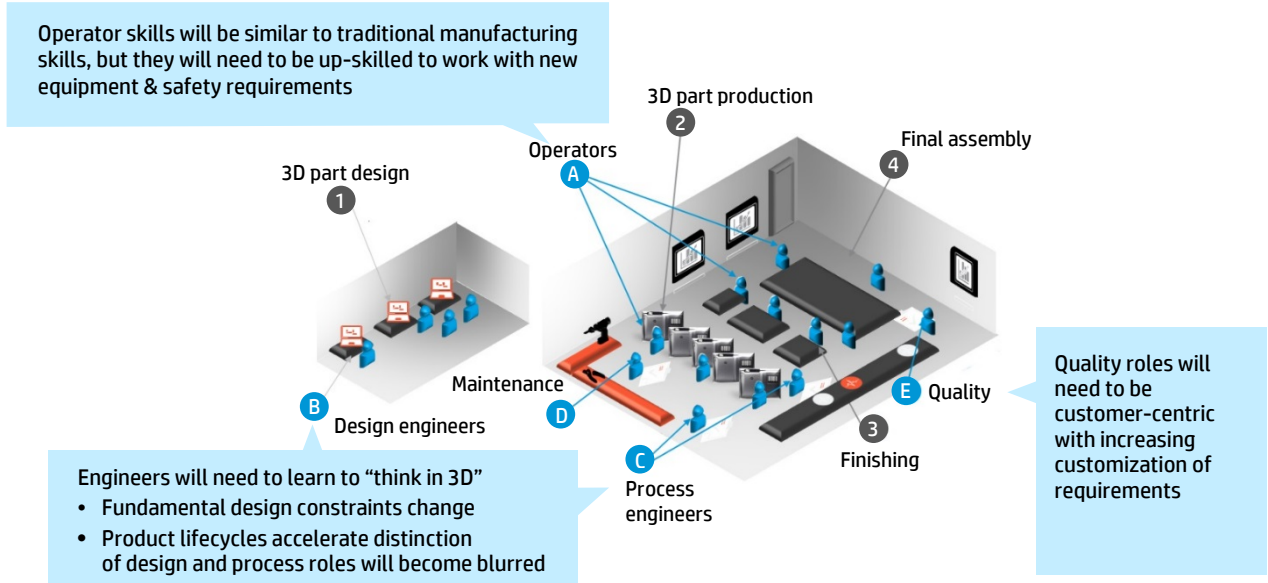 Operator skills will be similar to traditional manufacturing
skills, but they will need to be up-skilled to work with new
equipment & safety requirements
3D part production
2
Operators
A
Final assembly
4
3D part design
1
Maintenance
D
B
Design engineers
E Quality
3
Finishing
C
Process
engineers
Engineers will need to learn to “think in 3D”
• Fundamental design constraints change
• Product lifecycles accelerate distinction
of design and process roles will become blurred
Quality roles will
need to be
customer-centric
with increasing
customization of
requirements